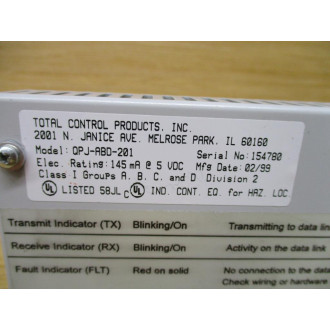 TOTAL CONTROL PRODUCTS, INC.
2001 N. JANICE AVE. MELROSE PARK, IL 60160
Model: QPJ-ABD-201 Serial No: 154780
Elec. Rating: 145 mA @ 5 VDC Mfg Date: 02/99
Class I Groups A, B, C, and D Division 2
UL LISTED 58JL C UL IND. CONT. EQ. for HAZ. LOC.
Transmit Indicator (TX) Blinking/On Transmitting to data link
Receive Indicator (RX) Blinking/On Activity on the data link
Fault Indicator (FLT) Red on solid No connection to the data
Check wiring or hardware